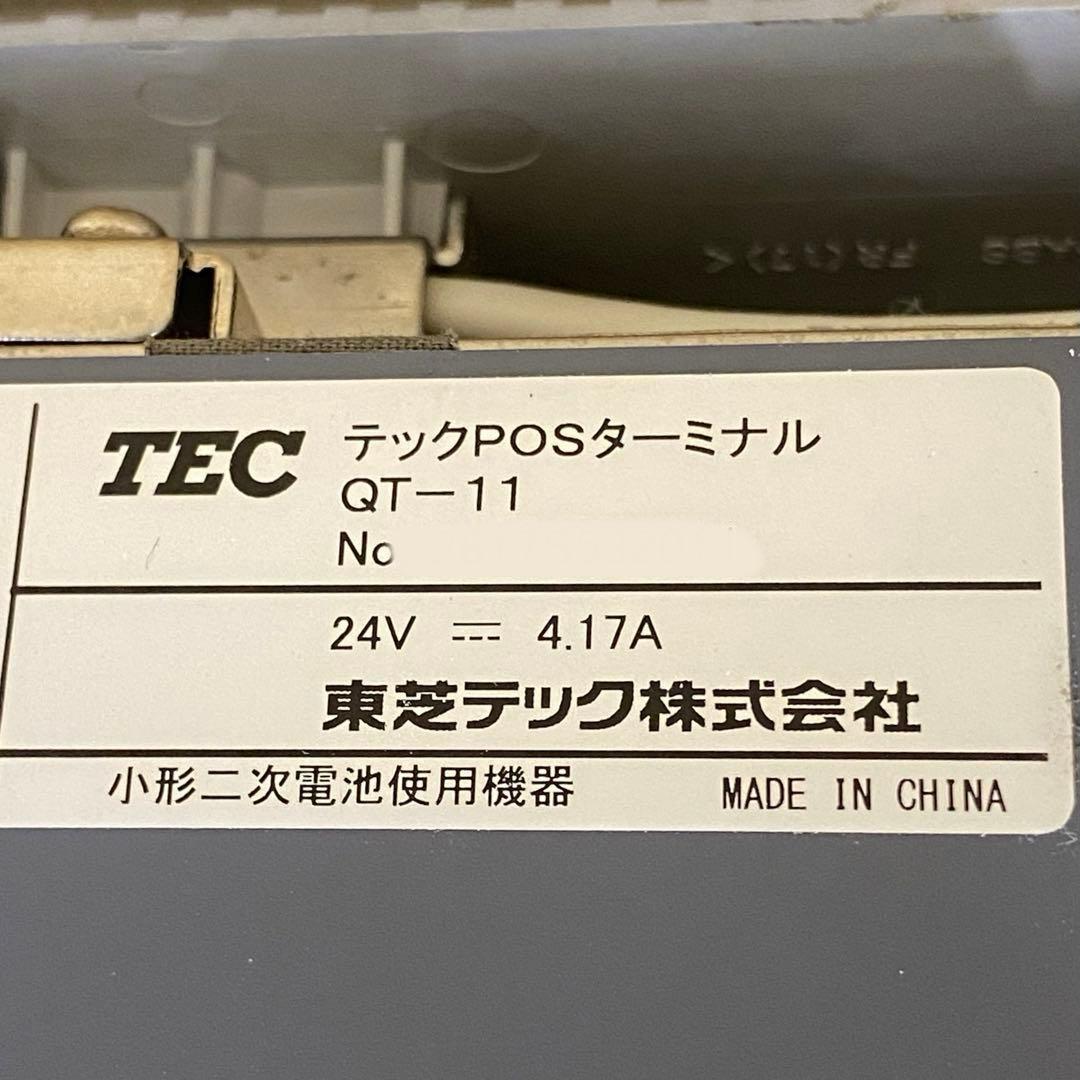 TEC テックPOSターミナル
QT-11
No
24V ⎓ 4.17A
東芝テック株式会社
小形二次電池使用機器 MADE IN CHINA